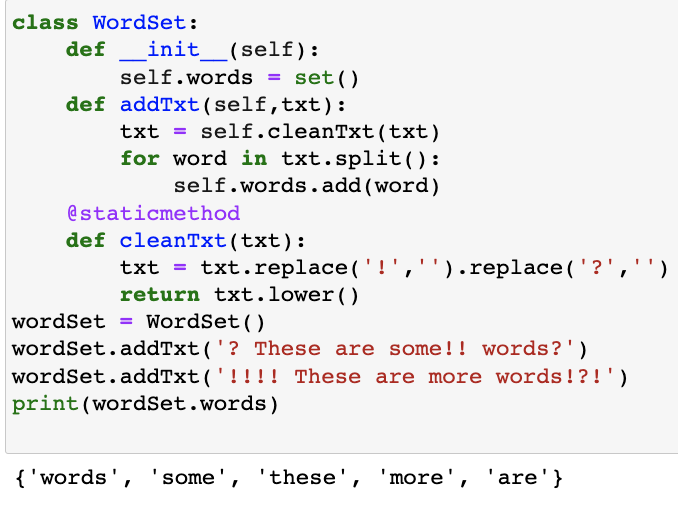 class WordSet:
    def __init__(self):
        self.words = set()
    def addTxt(self,txt):
        txt = self.cleanTxt(txt)
        for word in txt.split():
            self.words.add(word)
    @staticmethod
    def cleanTxt(txt):
        txt = txt.replace('!','').replace('?','')
        return txt.lower()
wordSet = WordSet()
wordSet.addTxt('? These are some!! words?')
wordSet.addTxt('!!!! These are more words!?!')
print(wordSet.words)
{'words', 'some', 'these', 'more', 'are'}